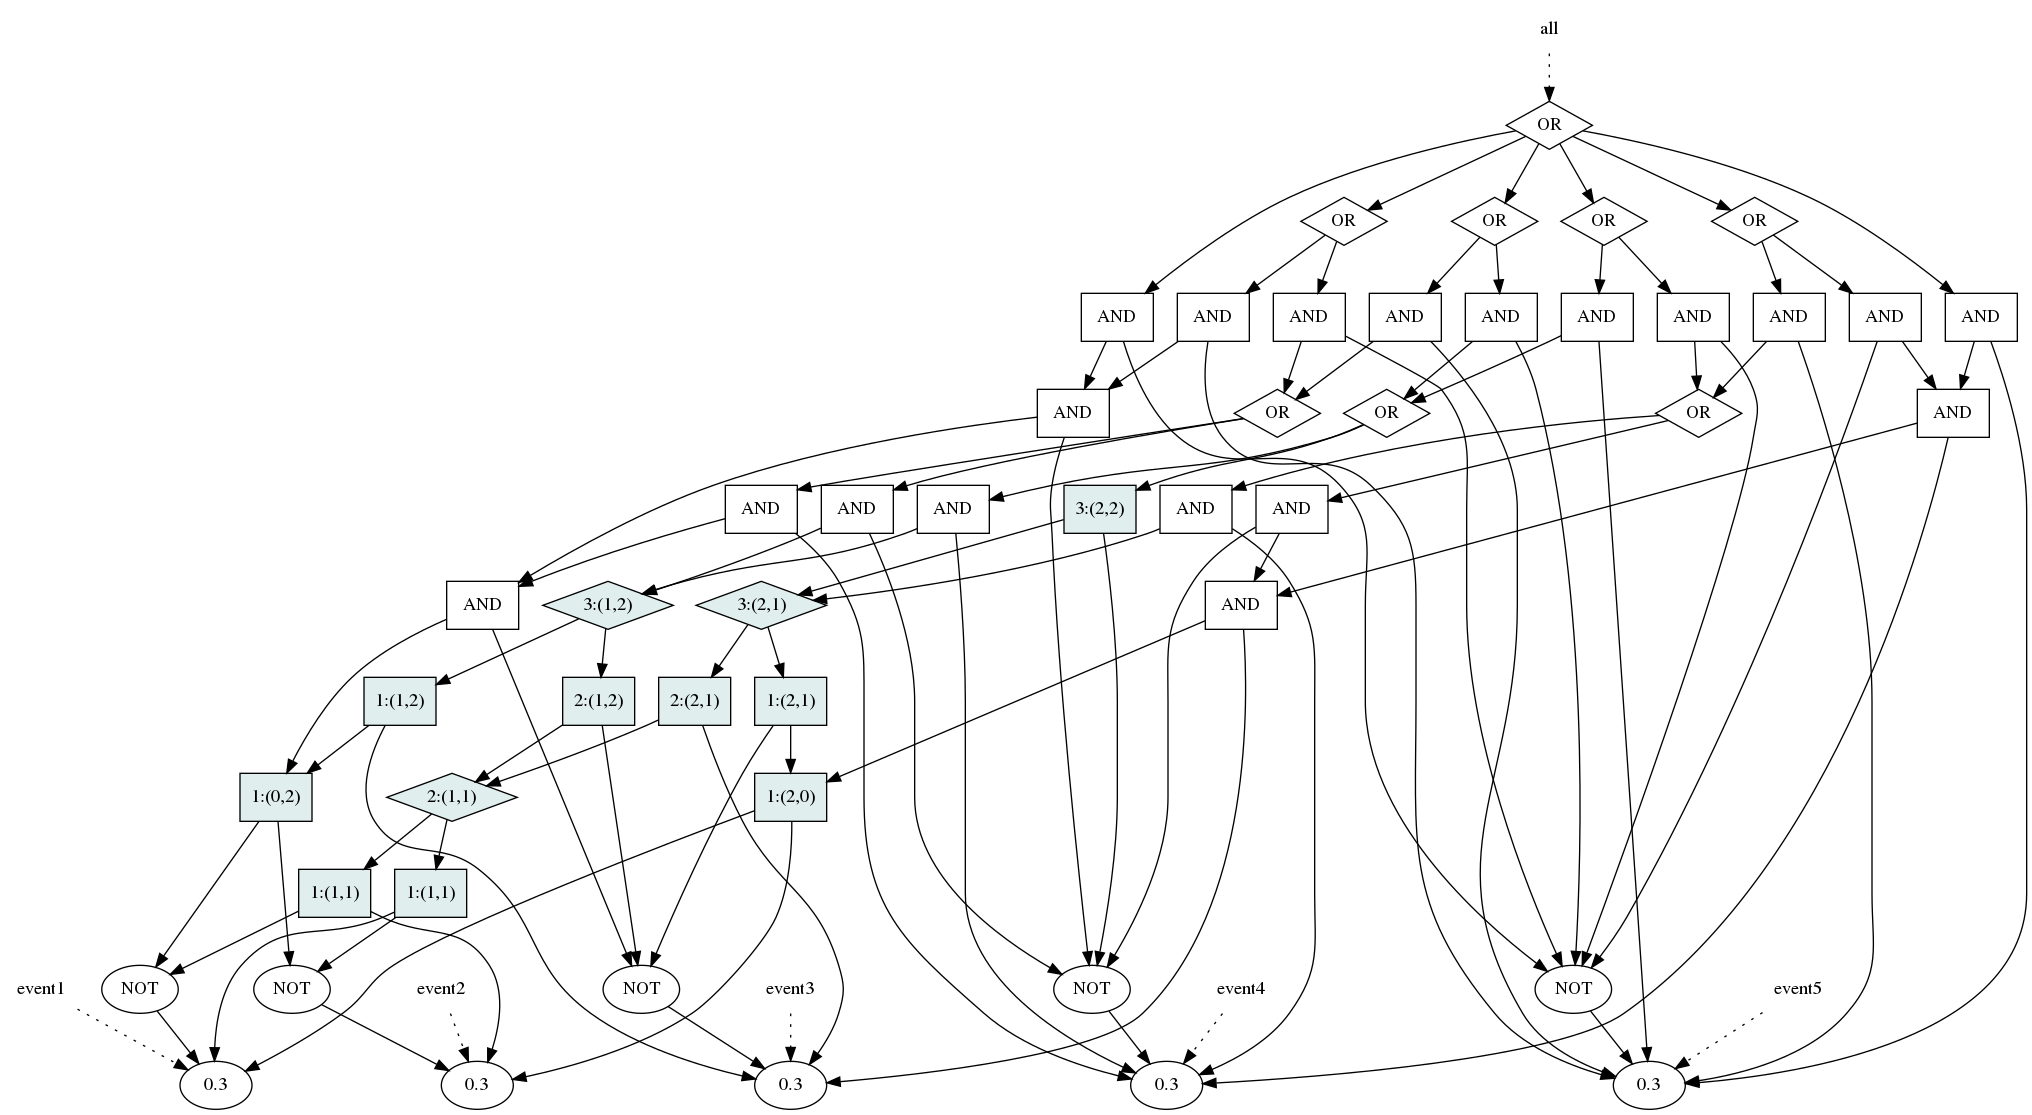 all
OR
OR OR OR OR
AND AND AND AND AND AND AND AND AND AND
AND OR OR OR AND
AND AND AND 3:(2,2) AND AND
AND 3:(1,2) 3:(2,1) AND
1:(1,2) 2:(1,2) 2:(2,1) 1:(2,1)
1:(0,2) 2:(1,1) 1:(2,0)
1:(1,1) 1:(1,1)
event1 NOT NOT event2 NOT event3 NOT event4 NOT event5
0.3 0.3 0.3 0.3 0.3